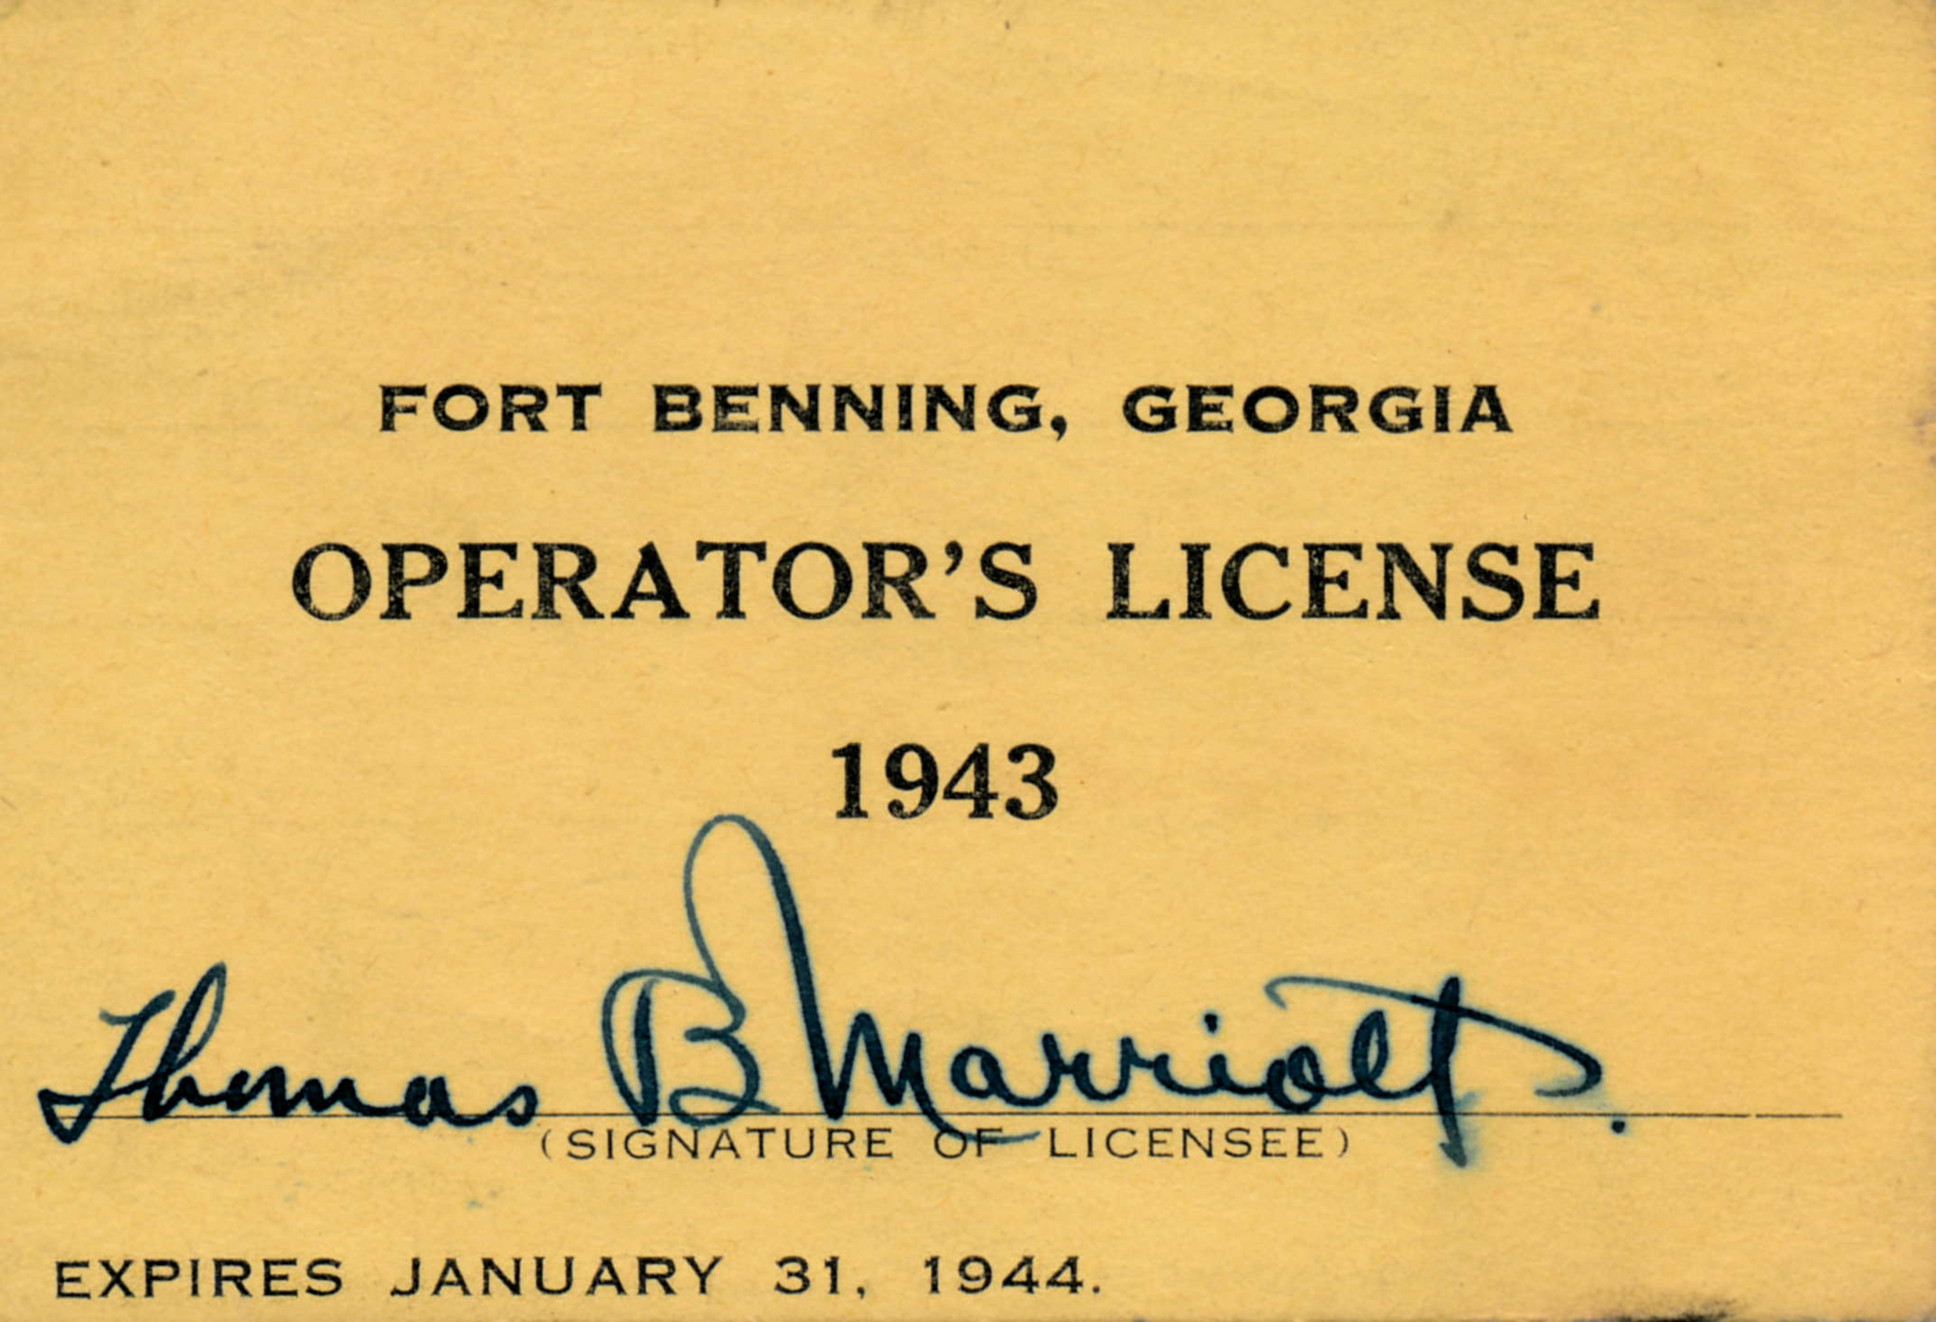 FORT BENNING, GEORGIA
OPERATOR'S LICENSE
1943
Thomas B Marriott.
(SIGNATURE OF LICENSEE)
EXPIRES JANUARY 31, 1944.